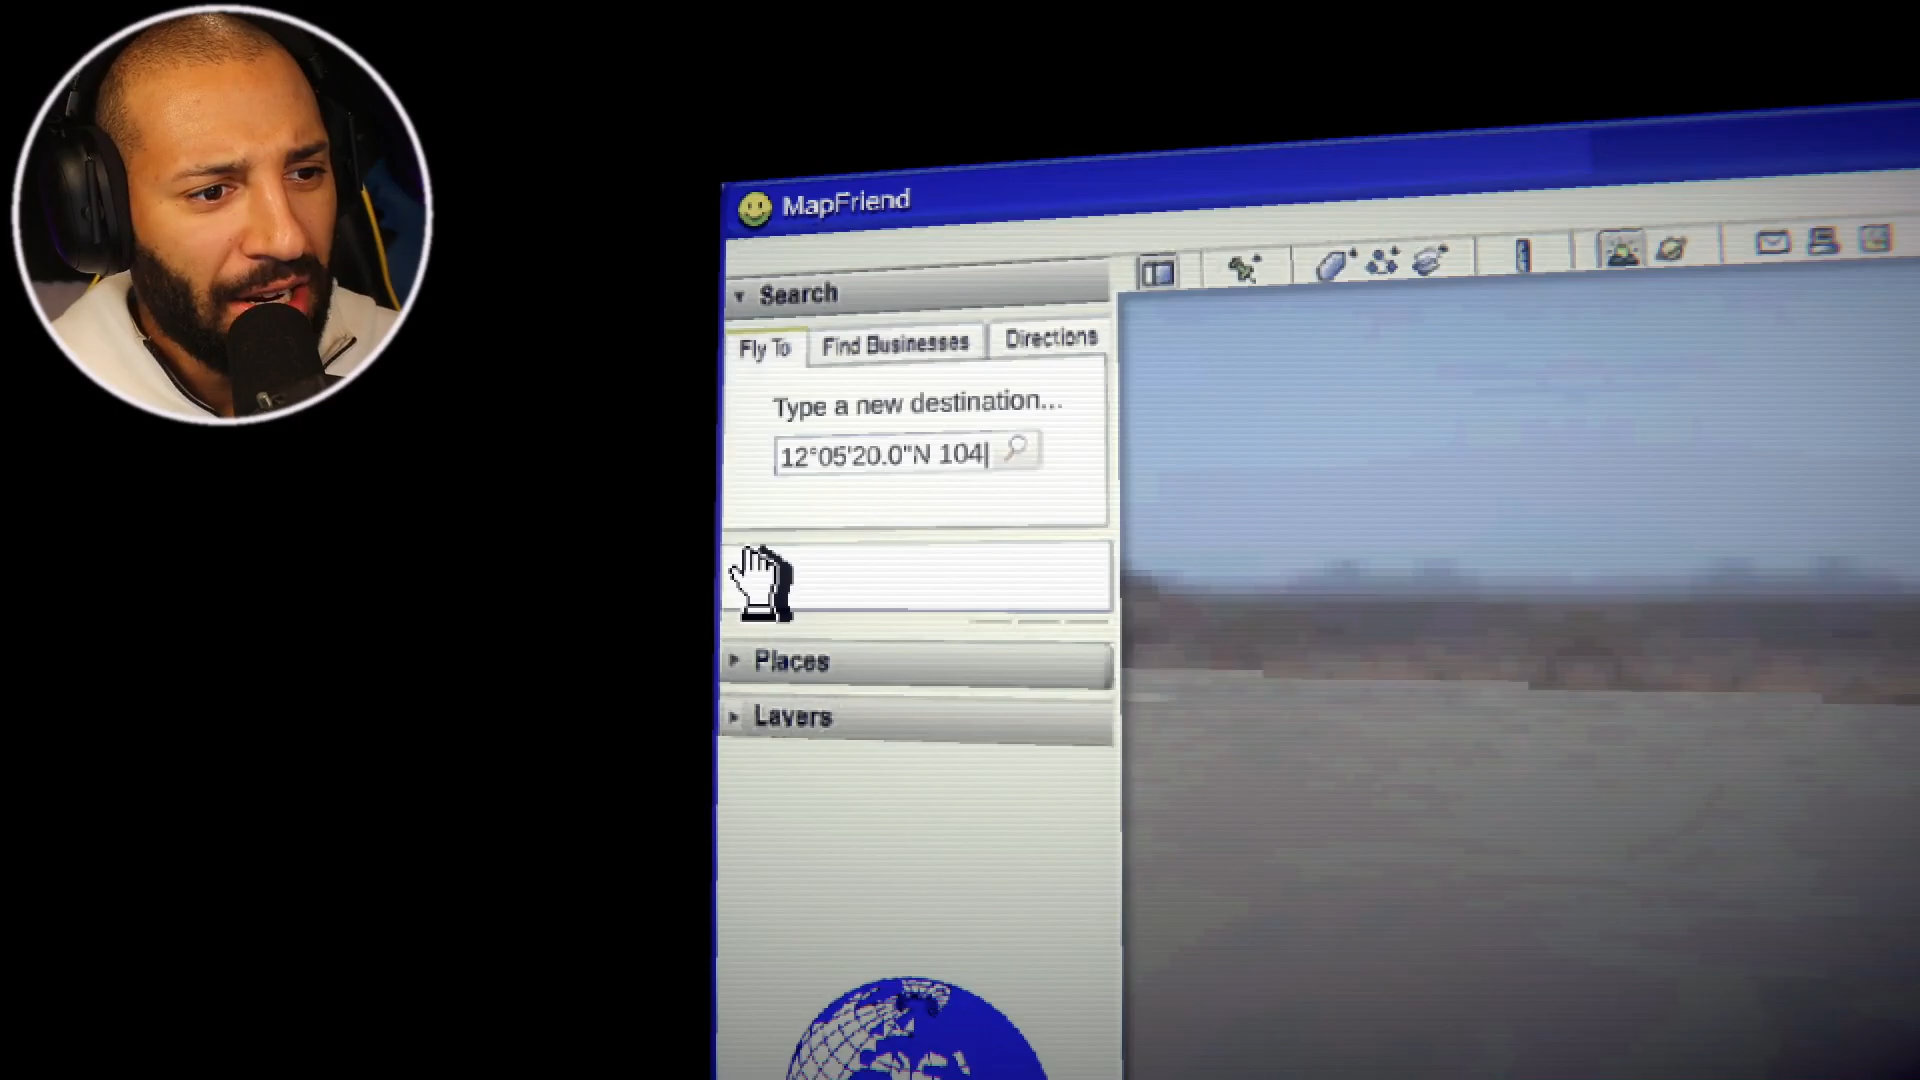 MapFriend
Search
Fly To
Find Businesses
Directions
Type a new destination...
12°05'20.0"N 104
Places
Layers